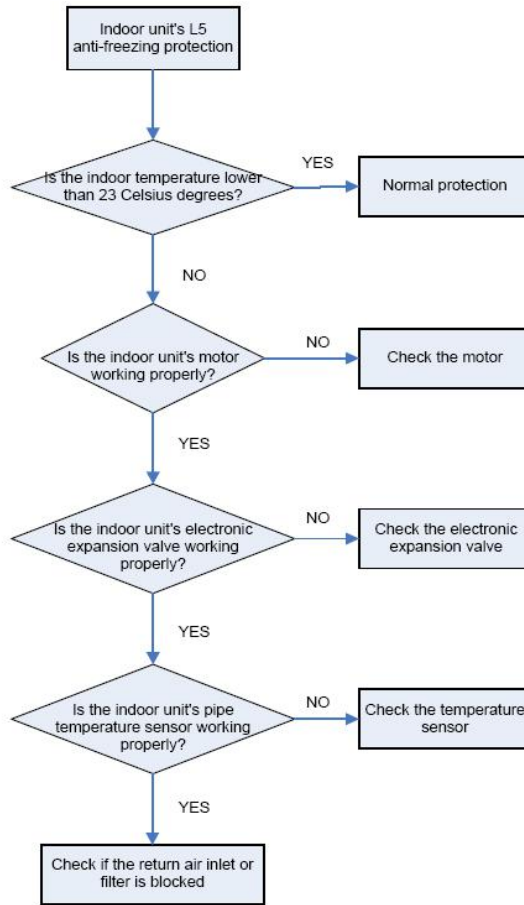 Indoor unit's L5
anti-freezing protection
Is the indoor temperature lower
than 23 Celsius degrees?
YES
Normal protection
NO
Is the indoor unit's motor
working properly?
NO
Check the motor
YES
Is the indoor unit's electronic
expansion valve working
properly?
NO
Check the electronic
expansion valve
YES
Is the indoor unit's pipe
temperature sensor working
properly?
NO
Check the temperature
sensor
YES
Check if the return air inlet or
filter is blocked